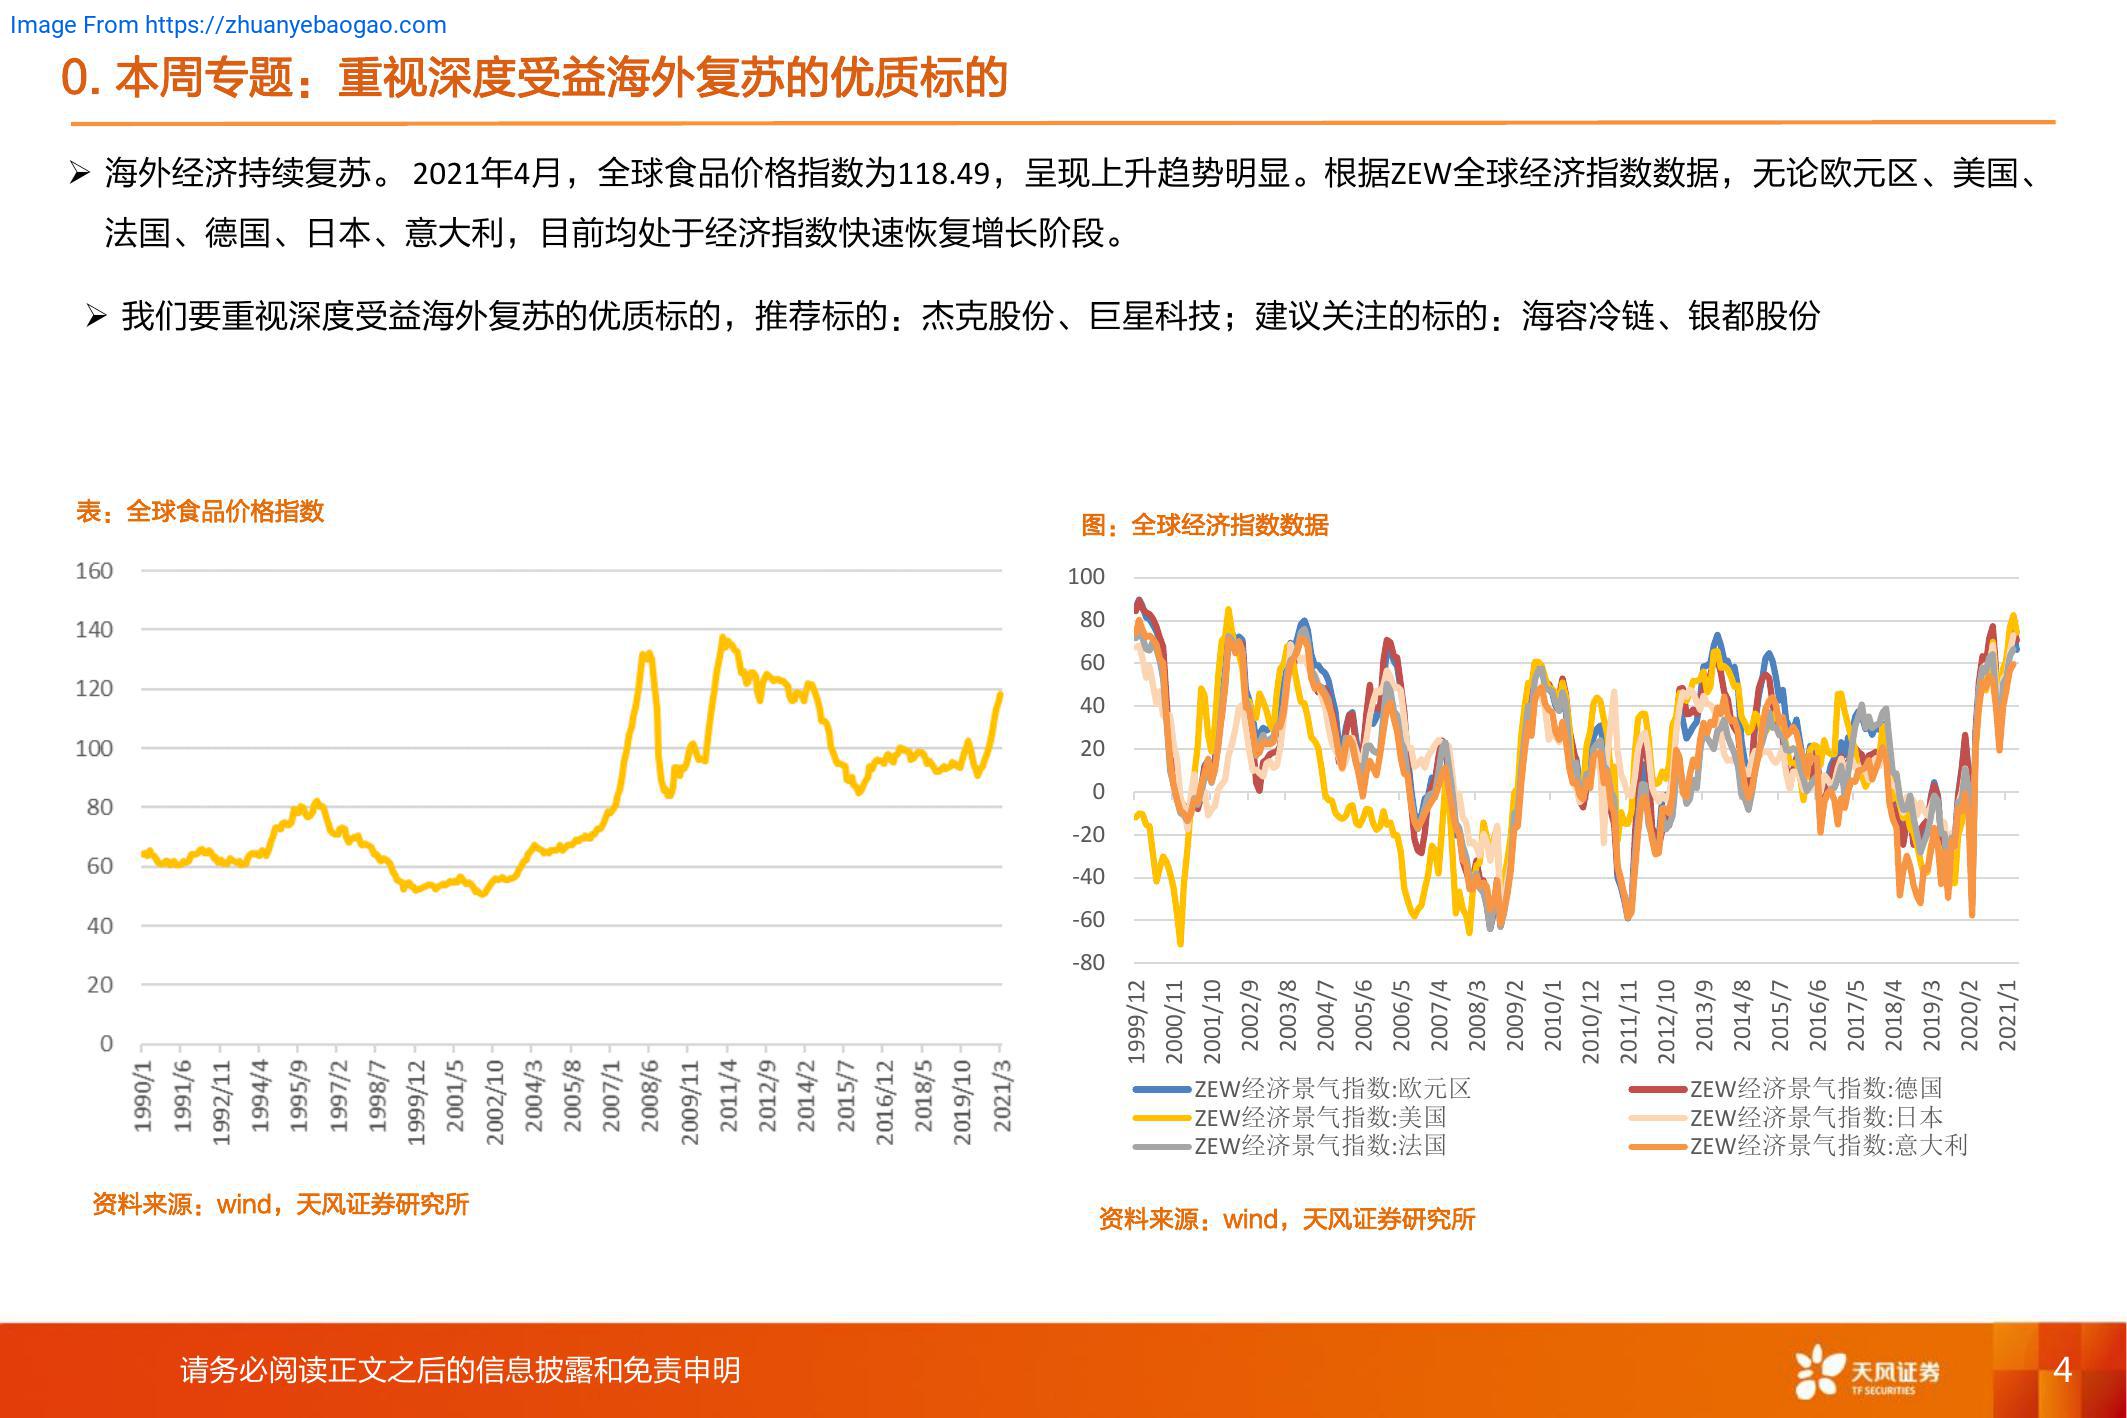 Image From https://zhuanyebaogao.com
0. 本周专题：重视深度受益海外复苏的优质标的
➢ 海外经济持续复苏。 2021年4月，全球食品价格指数为118.49，呈现上升趋势明显。根据ZEW全球经济指数数据，无论欧元区、美国、
法国、德国、日本、意大利，目前均处于经济指数快速恢复增长阶段。
➢ 我们要重视深度受益海外复苏的优质标的，推荐标的：杰克股份、巨星科技；建议关注的标的：海容冷链、银都股份
表：全球食品价格指数
160
140
120
100
80
60
40
20
0
1990/1 1991/6 1992/11 1994/4 1995/9 1997/2 1998/7 1999/12 2001/5 2002/10 2004/3 2005/8 2007/1 2008/6 2009/11 2011/4 2012/9 2014/2 2015/7 2016/12 2018/5 2019/10 2021/3
资料来源：wind，天风证券研究所
图：全球经济指数数据
100
80
60
40
20
0
-20
-40
-60
-80
1999/12 2000/11 2001/10 2002/9 2003/8 2004/7 2005/6 2006/5 2007/4 2008/3 2009/2 2010/1 2010/12 2011/11 2012/10 2013/9 2014/8 2015/7 2016/6 2017/5 2018/4 2019/3 2020/2 2021/1
ZEW经济景气指数:欧元区 ZEW经济景气指数:德国
ZEW经济景气指数:美国 ZEW经济景气指数:日本
ZEW经济景气指数:法国 ZEW经济景气指数:意大利
资料来源：wind，天风证券研究所
请务必阅读正文之后的信息披露和免责申明
天风证券
TF SECURITIES
4